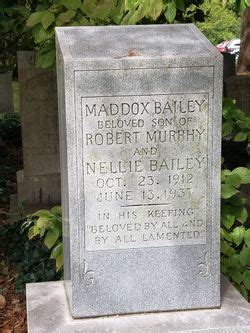 MADDOX BAILEY
BELOVED SON OF
ROBERT MURPHY
AND
NELLIE BAILEY
OCT. 23, 1912
JUNE 13, 1937
IN HIS KEEPING
"BELOVED BY ALL AND
BY ALL LAMENTED"